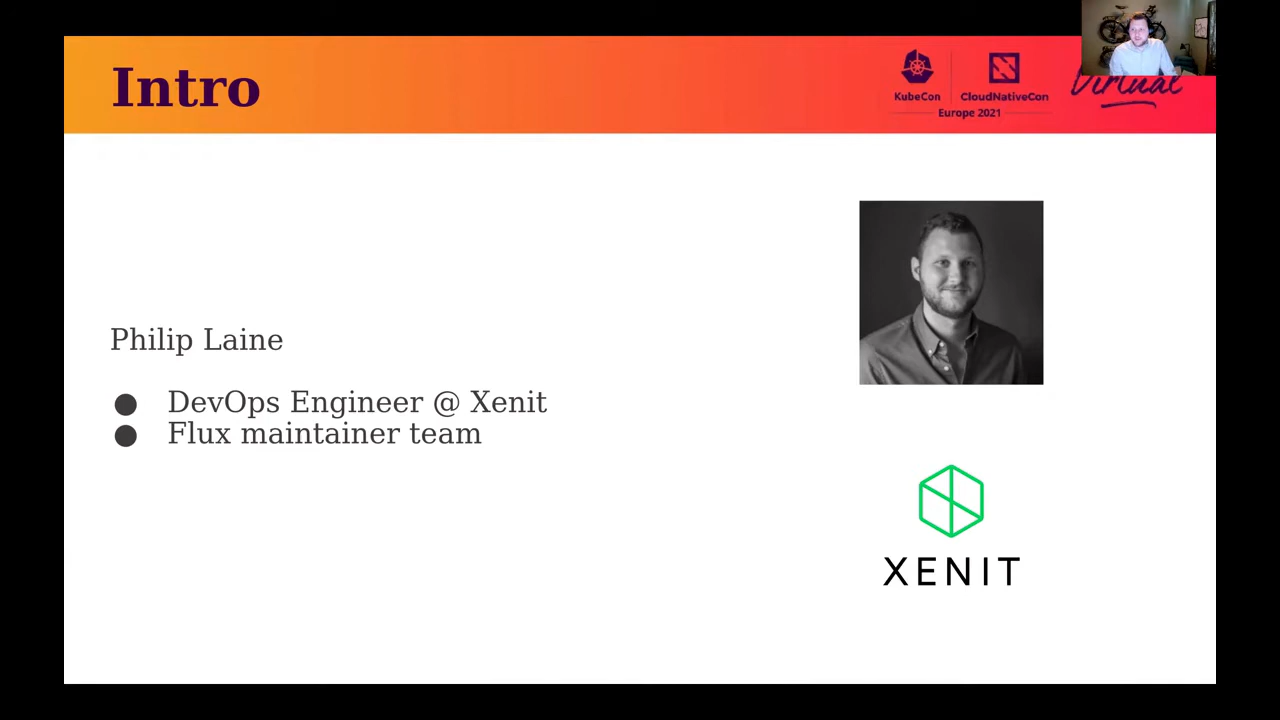 Intro
KubeCon
CloudNativeCon
Europe 2021
Virtual
Philip Laine
● DevOps Engineer @ Xenit
● Flux maintainer team
XENIT